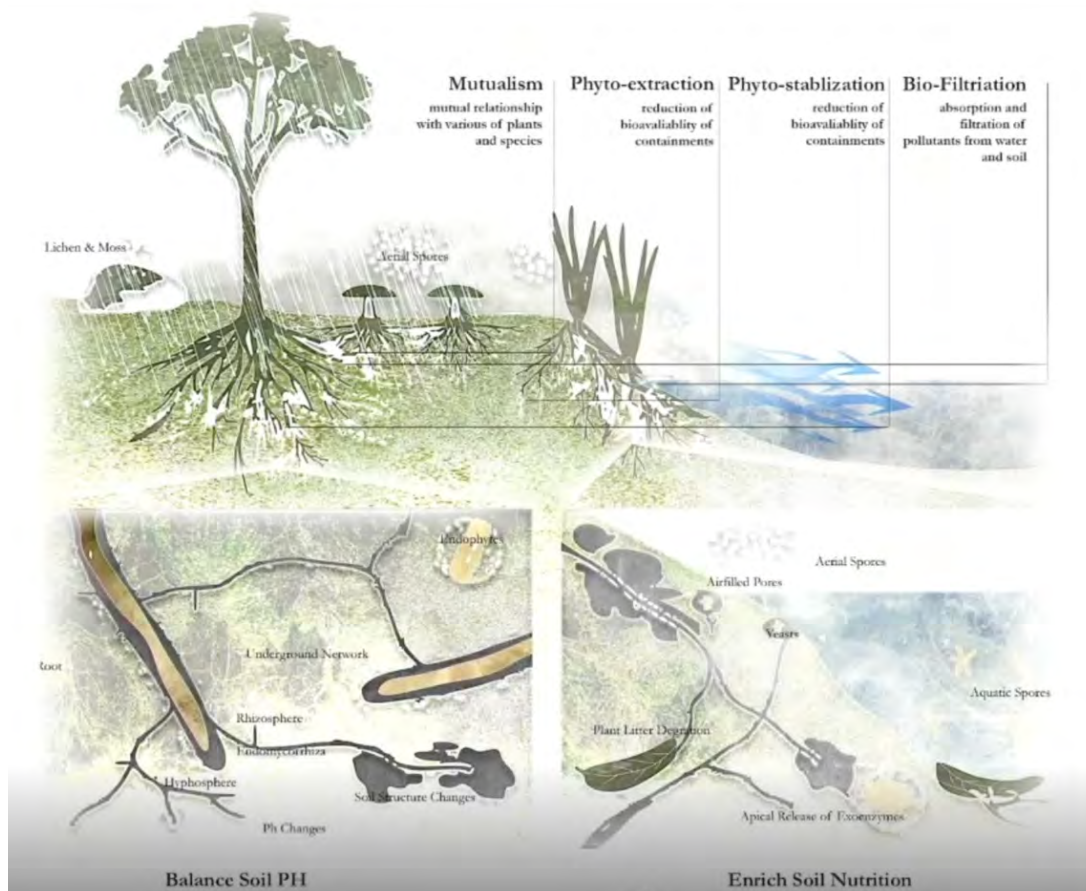 Mutualism
mutual relationship
with various of plants
and species
Phyto-extraction
reduction of
bioavaliablity of
containments
Phyto-stablization
reduction of
bioavaliablity of
containments
Bio-Filtriation
absorption and
filtration of
pollutants from water
and soil
Lichen & Moss
Aerial Spores
Endophytes
Root
Underground Network
Rhizosphere
Endomycorrhiza
Hyphosphere
Soil Structure Changes
Ph Changes
Balance Soil PH
Aerial Spores
Airfilled Pores
Yeasts
Aquatic Spores
Plant Litter Degration
Apical Release of Exoenzymes
Enrich Soil Nutrition